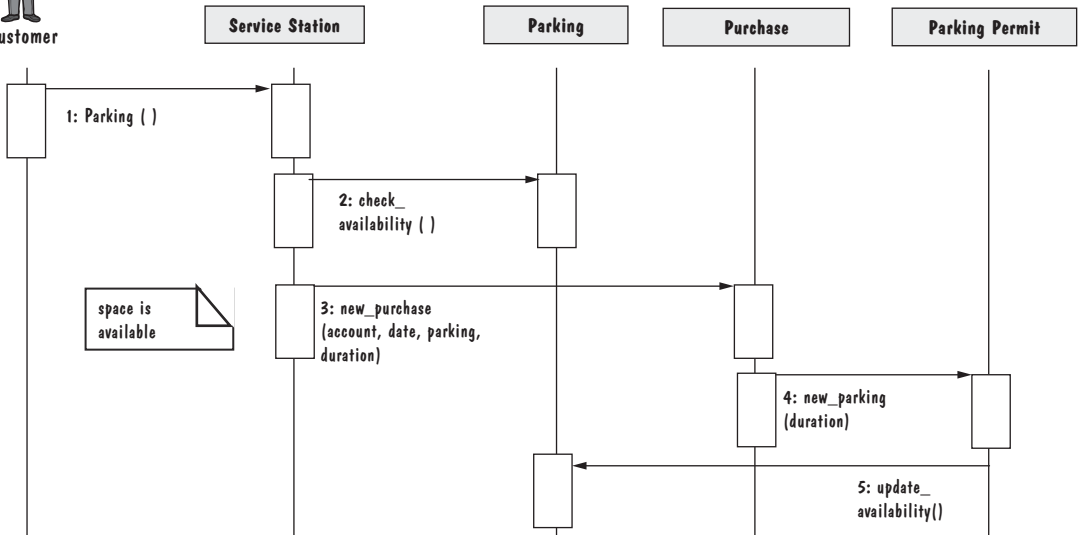 ustomer
Service Station
Parking
Purchase
Parking Permit
1: Parking ( )
2: check_
availability ( )
space is
available
3: new_purchase
(account, date, parking,
duration)
4: new_parking
(duration)
5: update_
availability()